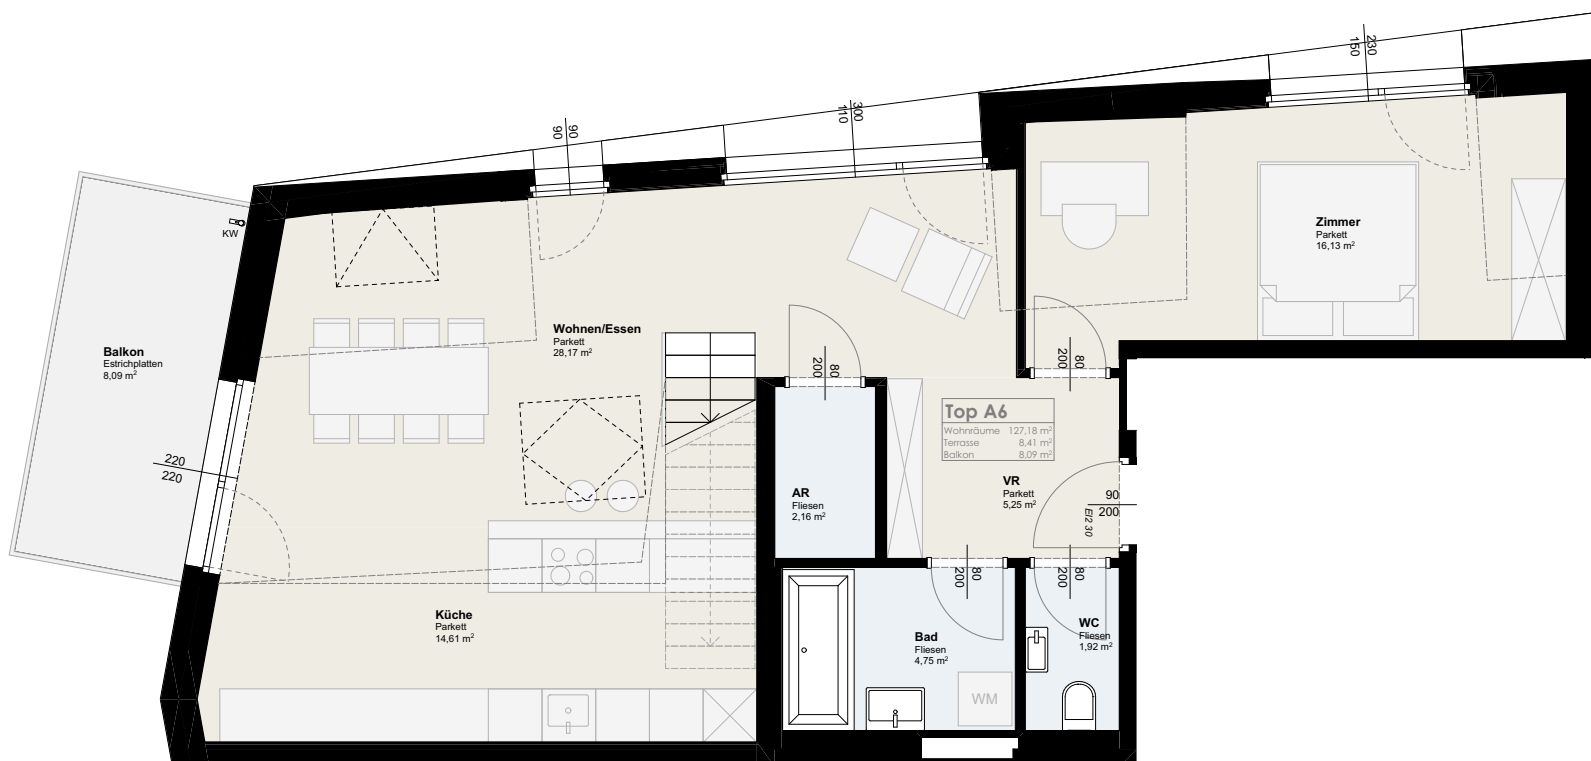 230
150
300
110
90
90
KW
Zimmer
Parkett
16,13 m²
Wohnen/Essen
Parkett
28,17 m²
Balkon
Estrichplatten
8,09 m²
80
200
80
200
Top A6
Wohnräume 127,18 m²
Terrasse 8,41 m²
Balkon 8,09 m²
220
220
AR
Fliesen
2,16 m²
VR
Parkett
5,25 m²
90
200
EI2 30
80
200
80
200
Küche
Parkett
14,61 m²
Bad
Fliesen
4,75 m²
WC
Fliesen
1,92 m²
WM